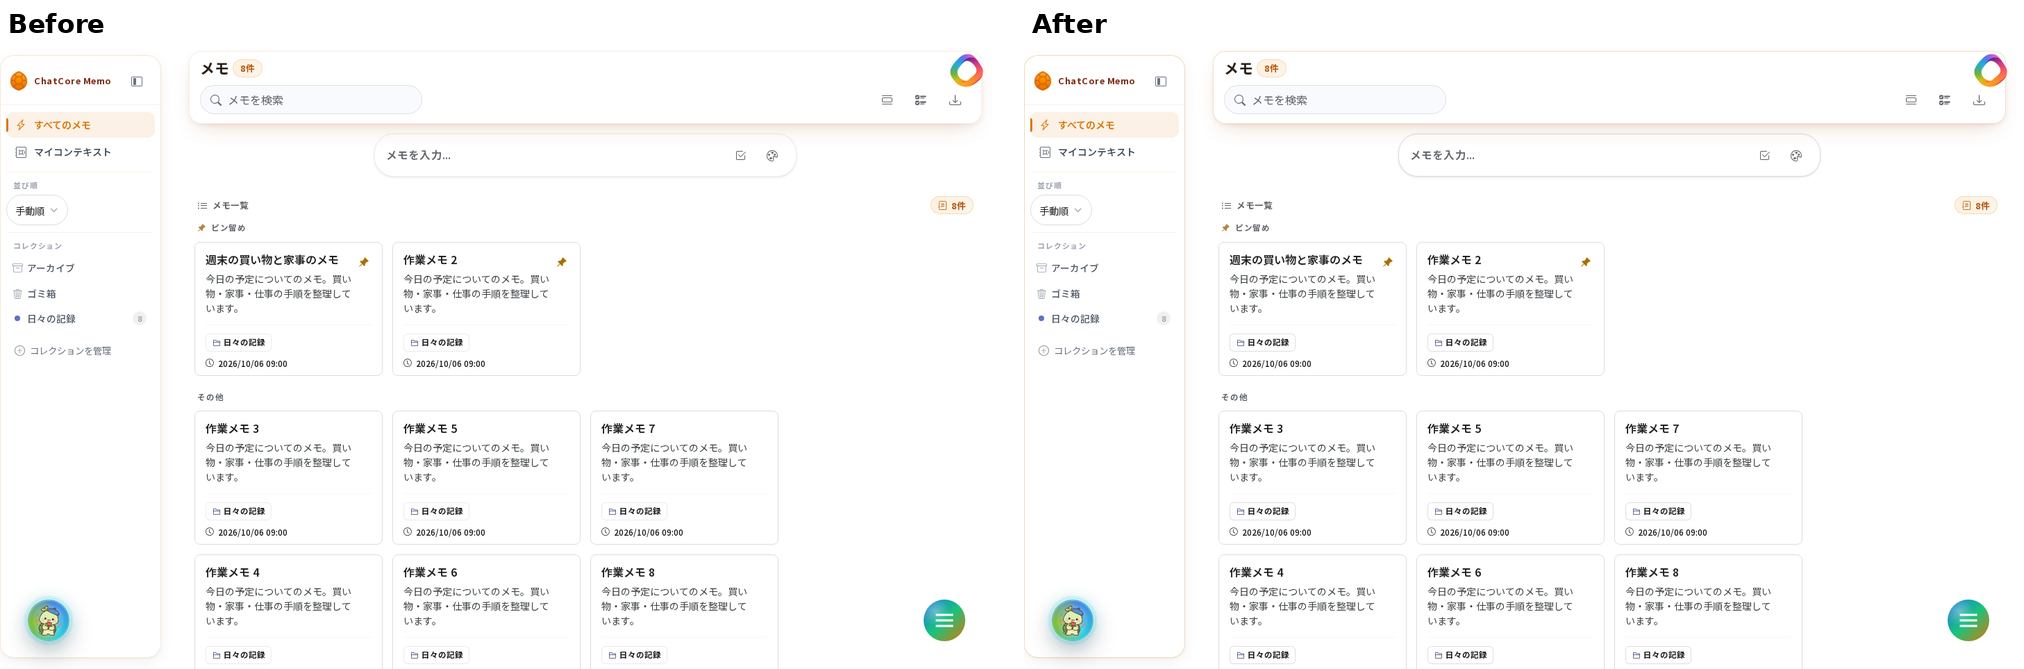 Before
ChatCore Memo
すべてのメモ
マイコンテキスト
並び順
手動順
コレクション
アーカイブ
ゴミ箱
日々の記録 8
コレクションを管理
メモ 8件
メモを検索
メモを入力...
メモ一覧 8件
ピン留め
週末の買い物と家事のメモ
今日の予定についてのメモ。買い
物・家事・仕事の手順を整理して
います。
日々の記録
2026/10/06 09:00
作業メモ 2
今日の予定についてのメモ。買い
物・家事・仕事の手順を整理して
います。
日々の記録
2026/10/06 09:00
その他
作業メモ 3
今日の予定についてのメモ。買い
物・家事・仕事の手順を整理して
います。
日々の記録
2026/10/06 09:00
作業メモ 5
今日の予定についてのメモ。買い
物・家事・仕事の手順を整理して
います。
日々の記録
2026/10/06 09:00
作業メモ 7
今日の予定についてのメモ。買い
物・家事・仕事の手順を整理して
います。
日々の記録
2026/10/06 09:00
作業メモ 4
今日の予定についてのメモ。買い
物・家事・仕事の手順を整理して
います。
日々の記録
作業メモ 6
今日の予定についてのメモ。買い
物・家事・仕事の手順を整理して
います。
日々の記録
作業メモ 8
今日の予定についてのメモ。買い
物・家事・仕事の手順を整理して
います。
日々の記録
After
ChatCore Memo
すべてのメモ
マイコンテキスト
並び順
手動順
コレクション
アーカイブ
ゴミ箱
日々の記録 8
コレクションを管理
メモ 8件
メモを検索
メモを入力...
メモ一覧 8件
ピン留め
週末の買い物と家事のメモ
今日の予定についてのメモ。買い
物・家事・仕事の手順を整理して
います。
日々の記録
2026/10/06 09:00
作業メモ 2
今日の予定についてのメモ。買い
物・家事・仕事の手順を整理して
います。
日々の記録
2026/10/06 09:00
その他
作業メモ 3
今日の予定についてのメモ。買い
物・家事・仕事の手順を整理して
います。
日々の記録
2026/10/06 09:00
作業メモ 5
今日の予定についてのメモ。買い
物・家事・仕事の手順を整理して
います。
日々の記録
2026/10/06 09:00
作業メモ 7
今日の予定についてのメモ。買い
物・家事・仕事の手順を整理して
います。
日々の記録
2026/10/06 09:00
作業メモ 4
今日の予定についてのメモ。買い
物・家事・仕事の手順を整理して
います。
日々の記録
作業メモ 6
今日の予定についてのメモ。買い
物・家事・仕事の手順を整理して
います。
日々の記録
作業メモ 8
今日の予定についてのメモ。買い
物・家事・仕事の手順を整理して
います。
日々の記録